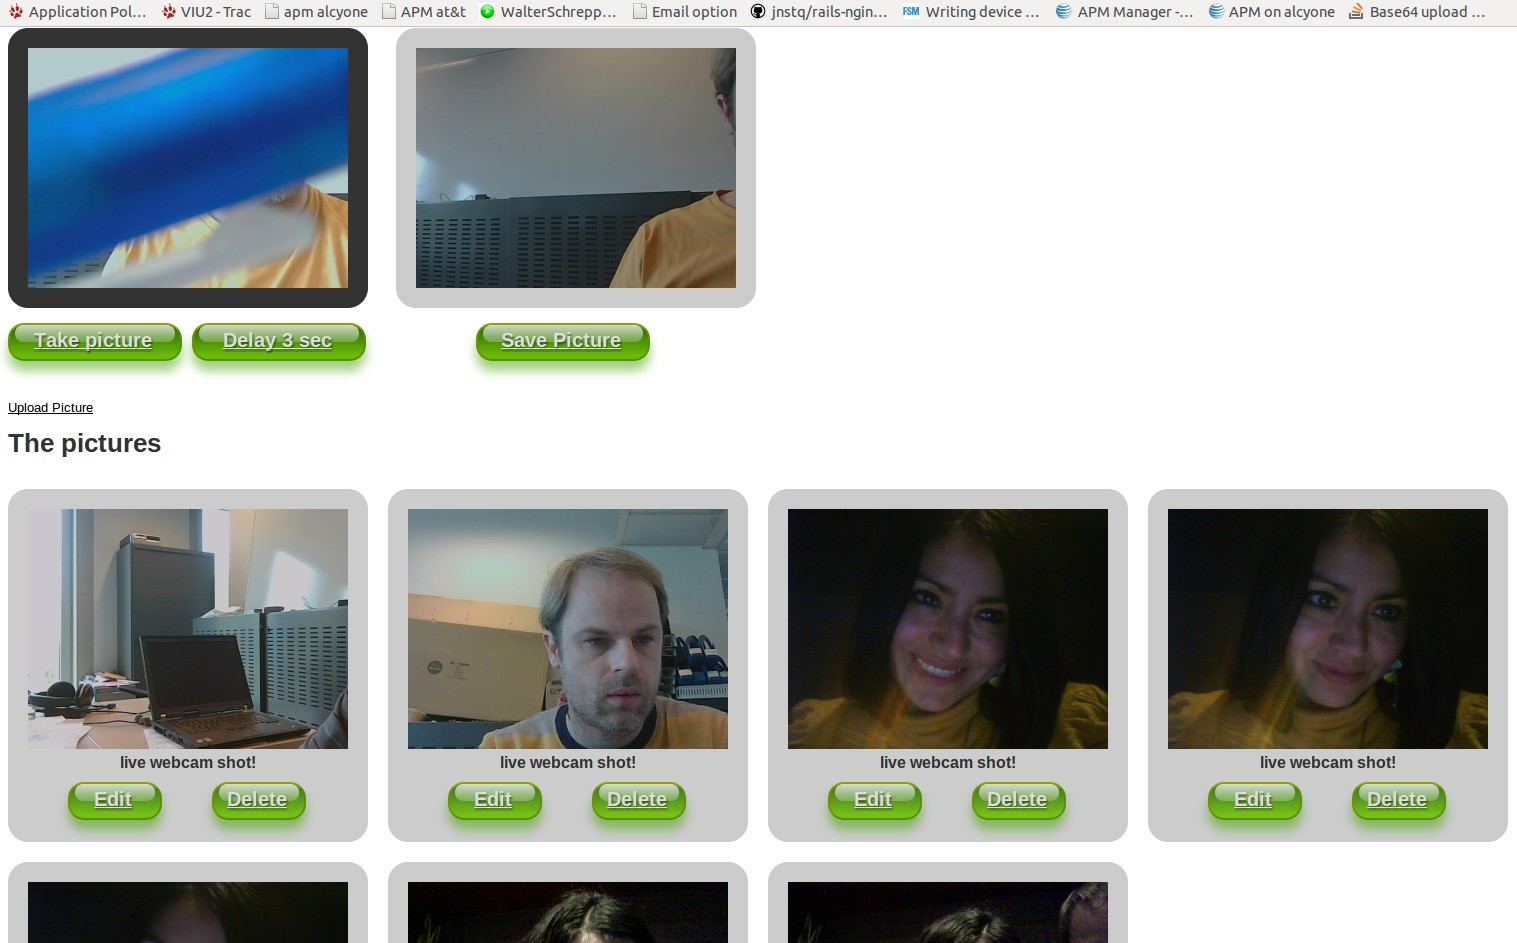 Application Pol... VIU2 - Trac apm alcyone APM at&t WalterSchrepp... Email option jnstq/rails-ngin... FSM Writing device ... APM Manager -... APM on alcyone Base64 upload ...
Take picture Delay 3 sec Save Picture
Upload Picture
The pictures
live webcam shot! live webcam shot! live webcam shot! live webcam shot!
Edit Delete Edit Delete Edit Delete Edit Delete